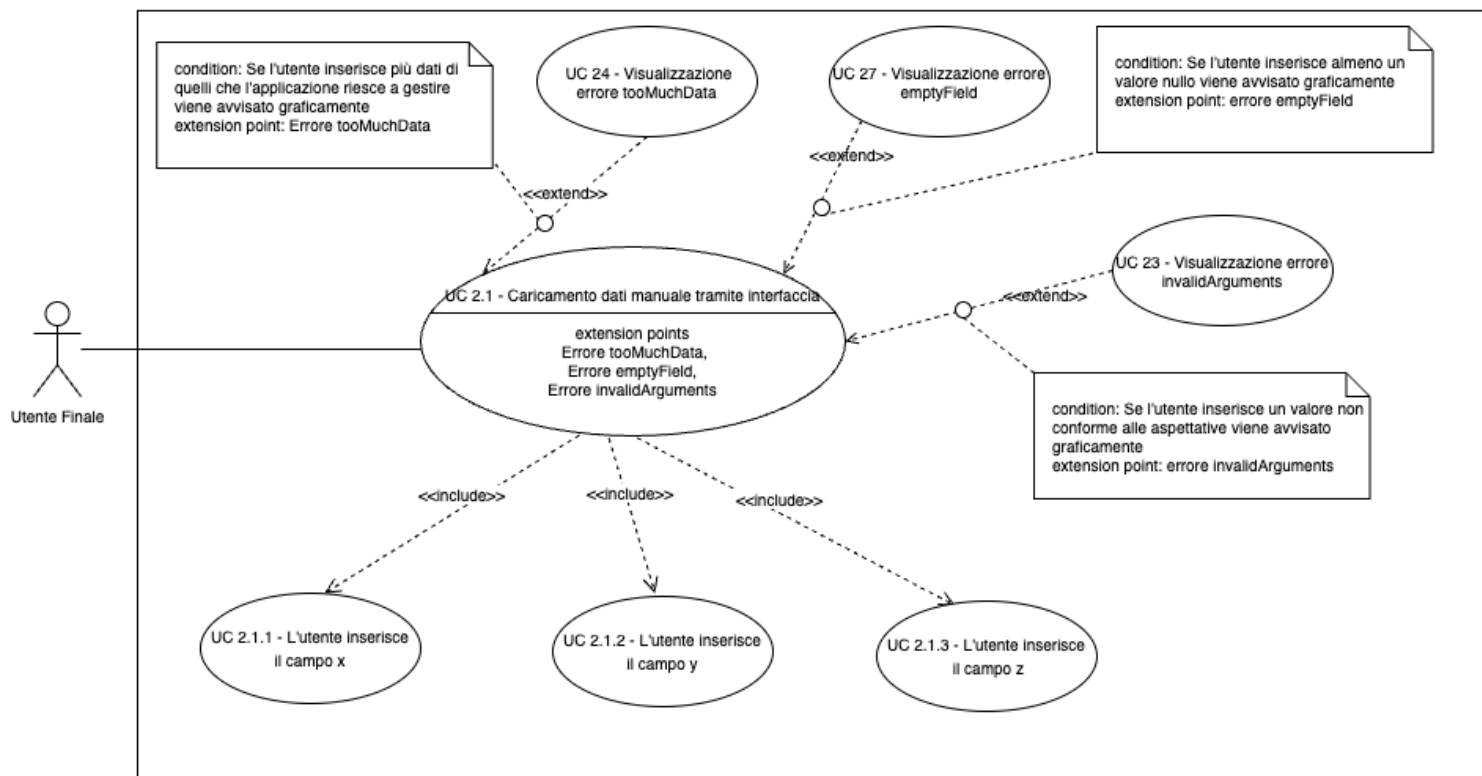 condition: Se l'utente inserisce più dati di
quelli che l'applicazione riesce a gestire
viene avvisato graficamente
extension point: Errore tooMuchData
UC 24 - Visualizzazione
errore tooMuchData
UC 27 - Visualizzazione errore
emptyField
condition: Se l'utente inserisce almeno un
valore nullo viene avvisato graficamente
extension point: errore emptyField
<<extend>>
<<extend>>
UC 23 - Visualizzazione errore
invalidArguments
<<extend>>
UC 2.1 - Caricamento dati manuale tramite interfaccia
extension points
Errore tooMuchData,
Errore emptyField,
Errore invalidArguments
Utente Finale
condition: Se l'utente inserisce un valore non
conforme alle aspettative viene avvisato
graficamente
extension point: errore invalidArguments
<<include>>
<<include>>
<<include>>
UC 2.1.1 - L'utente inserisce
il campo x
UC 2.1.2 - L'utente inserisce
il campo y
UC 2.1.3 - L'utente inserisce
il campo z